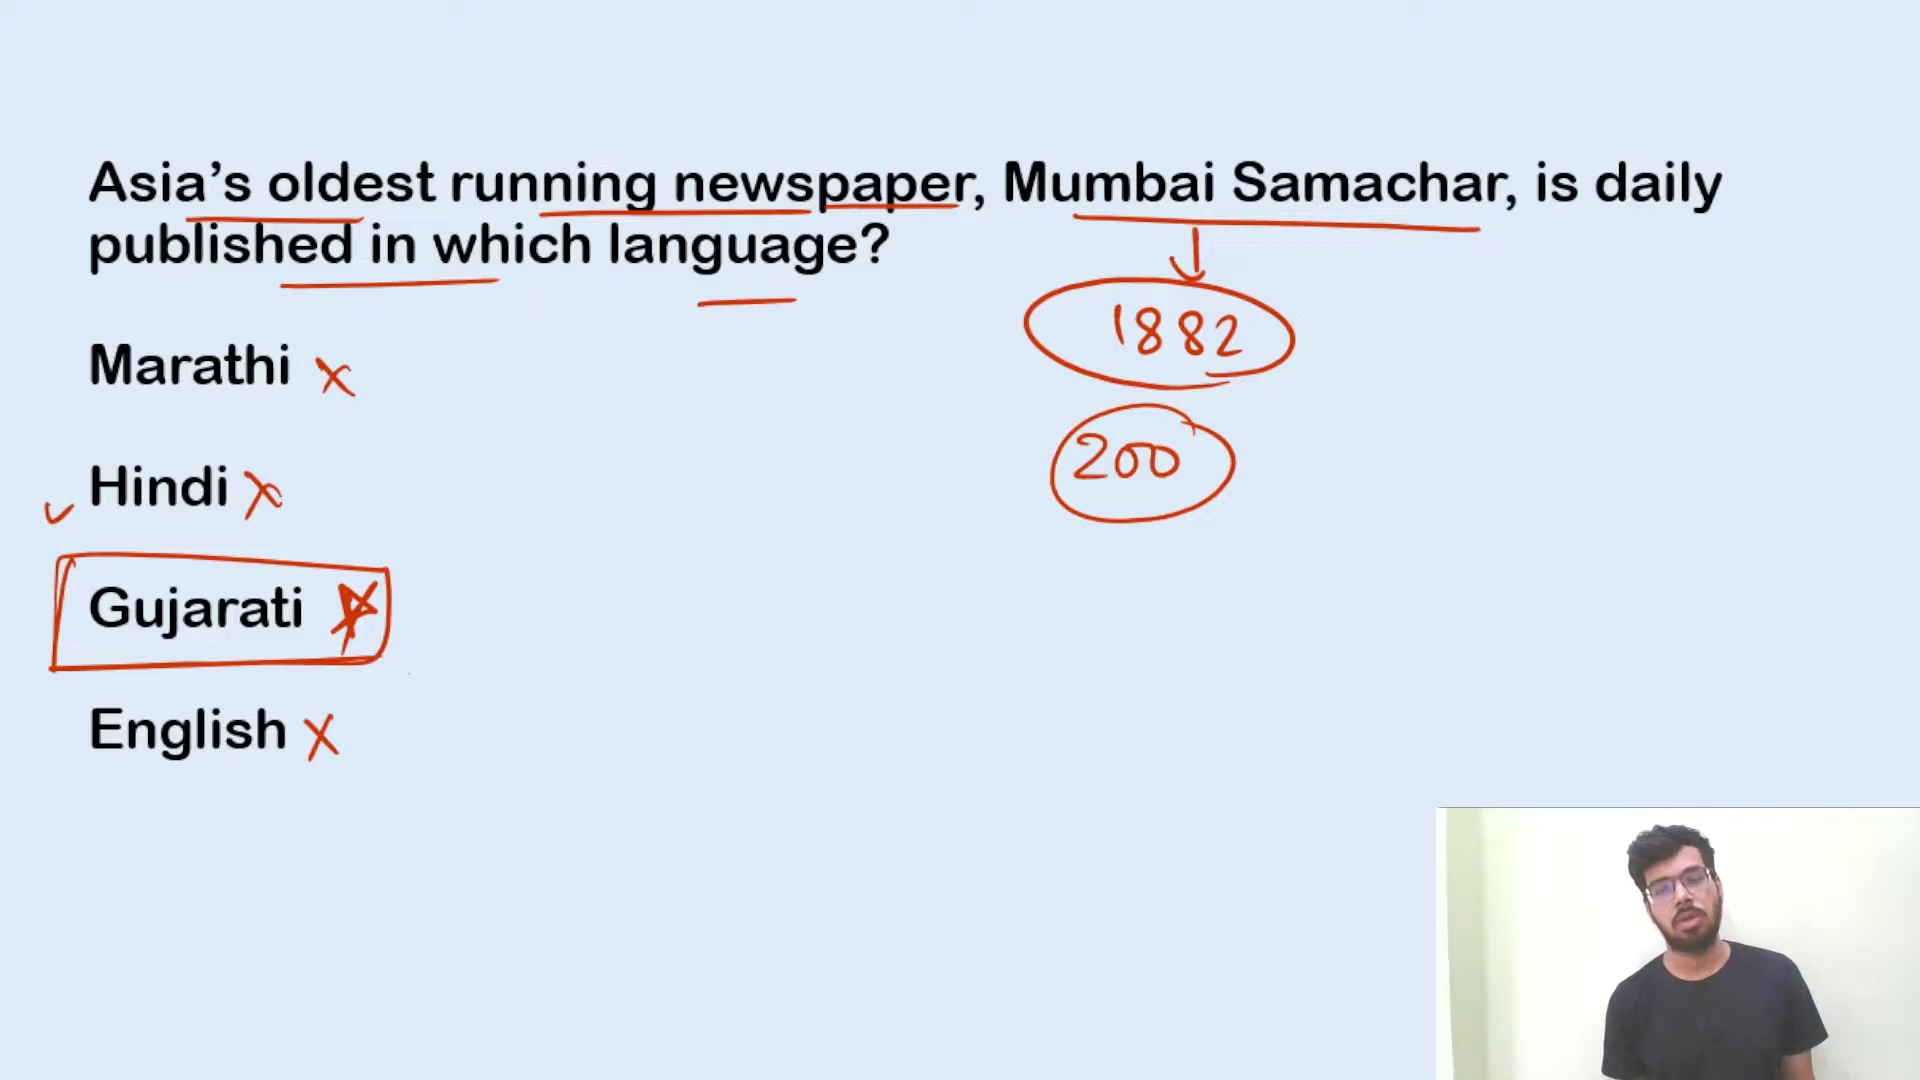 Asia’s oldest running newspaper, Mumbai Samachar, is daily
published in which language?
1882
Marathi
200
Hindi
Gujarati
English